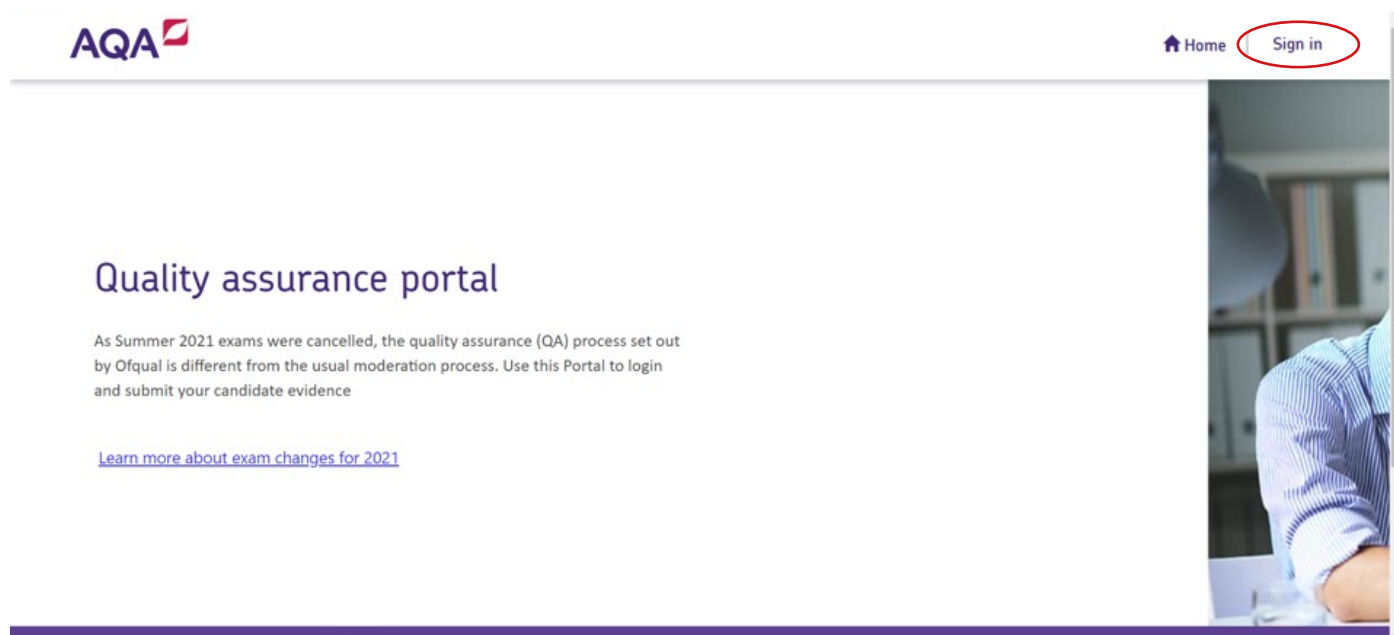 AQA
Home | Sign in
Quality assurance portal
As Summer 2021 exams were cancelled, the quality assurance (QA) process set out
by Ofqual is different from the usual moderation process. Use this Portal to login
and submit your candidate evidence
Learn more about exam changes for 2021